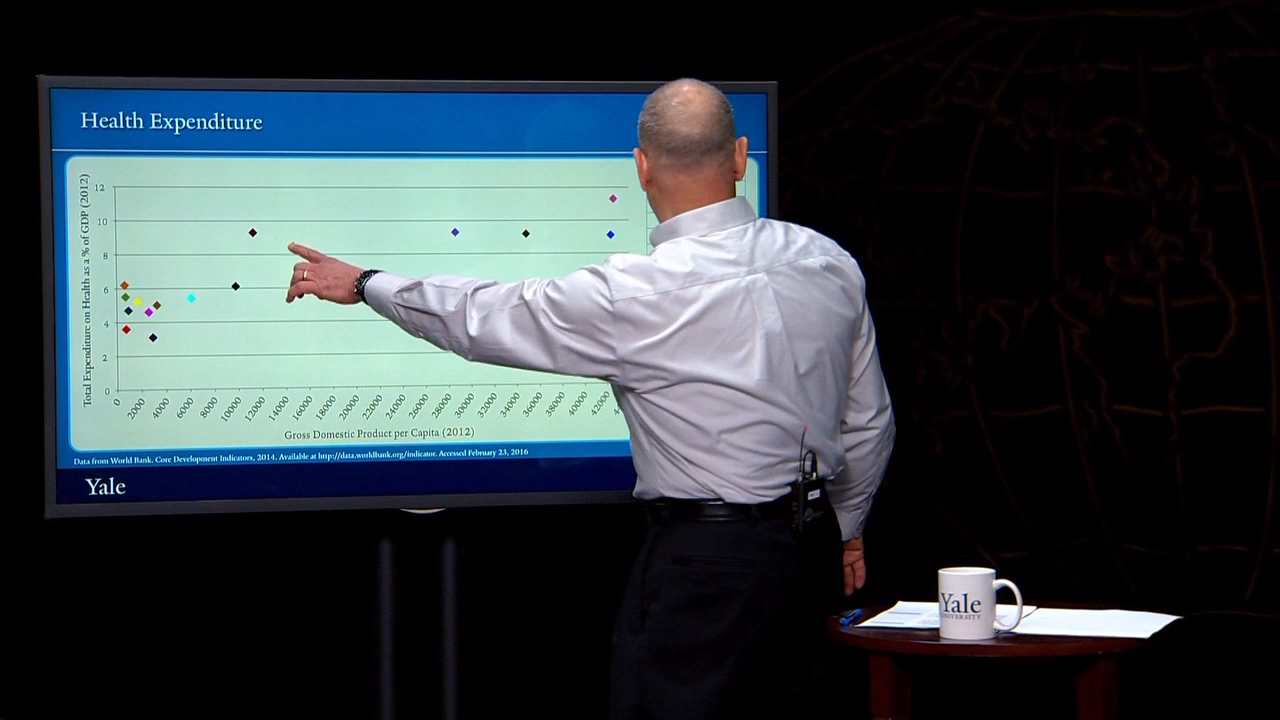 Health Expenditure
Total Expenditure on Health as a % of GDP (2012)
12
10
8
6
4
2
0
0 2000 4000 6000 8000 10000 12000 14000 16000 18000 20000 22000 24000 26000 28000 30000 32000 34000 36000 38000 40000 42000
Gross Domestic Product per Capita (2012)
Data from World Bank. Core Development Indicators, 2014. Available at http://data.worldbank.org/indicator. Accessed February 23, 2016
Yale
Yale
UNIVERSITY